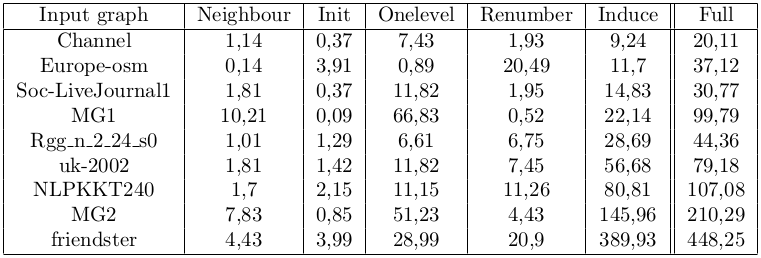 Input graph Neighbour Init Onelevel Renumber Induce Full
Channel 1,14 0,37 7,43 1,93 9,24 20,11
Europe-osm 0,14 3,91 0,89 20,49 11,7 37,12
Soc-LiveJournal1 1,81 0,37 11,82 1,95 14,83 30,77
MG1 10,21 0,09 66,83 0,52 22,14 99,79
Rgg_n_2_24_s0 1,01 1,29 6,61 6,75 28,69 44,36
uk-2002 1,81 1,42 11,82 7,45 56,68 79,18
NLPKKT240 1,7 2,15 11,15 11,26 80,81 107,08
MG2 7,83 0,85 51,23 4,43 145,96 210,29
friendster 4,43 3,99 28,99 20,9 389,93 448,25